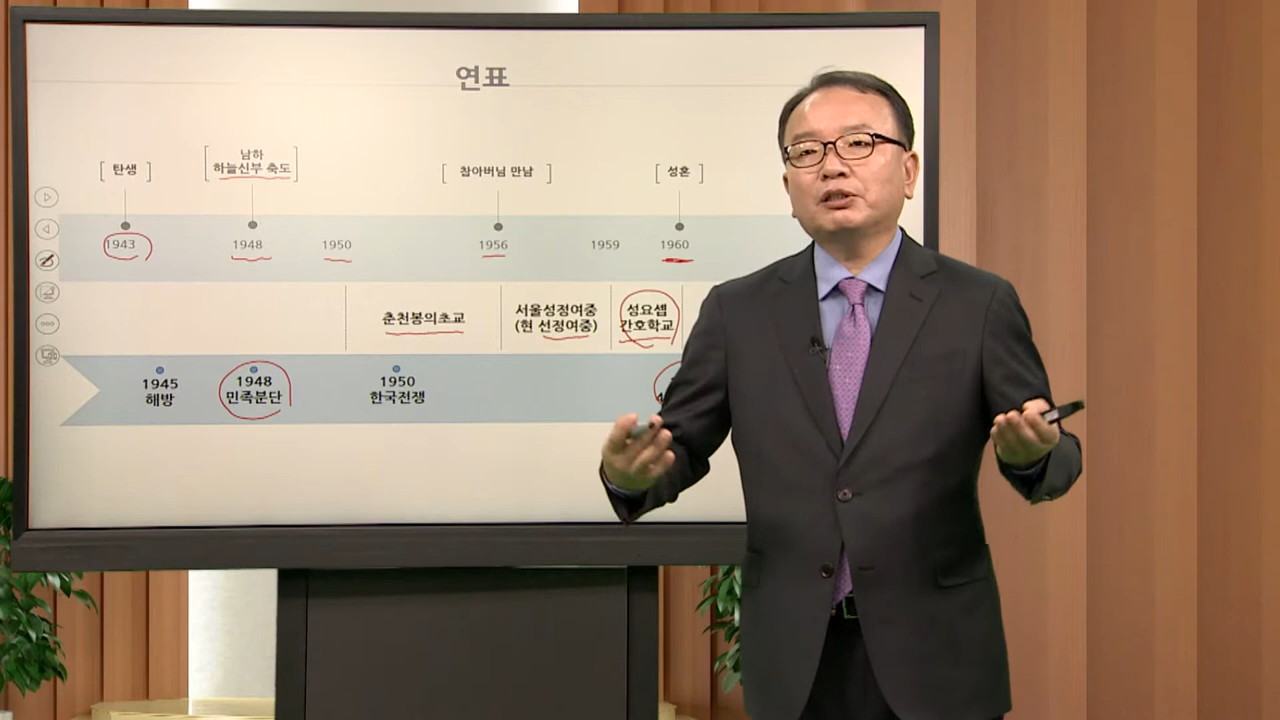 연표
탄생
남하
하늘신부 축도
참아버님 만남
성혼
1943
1948
1950
1956
1959
1960
춘천봉의초교
서울성정여중
(현 선정여중)
성요셉
간호학교
1945
해방
1948
민족분단
1950
한국전쟁